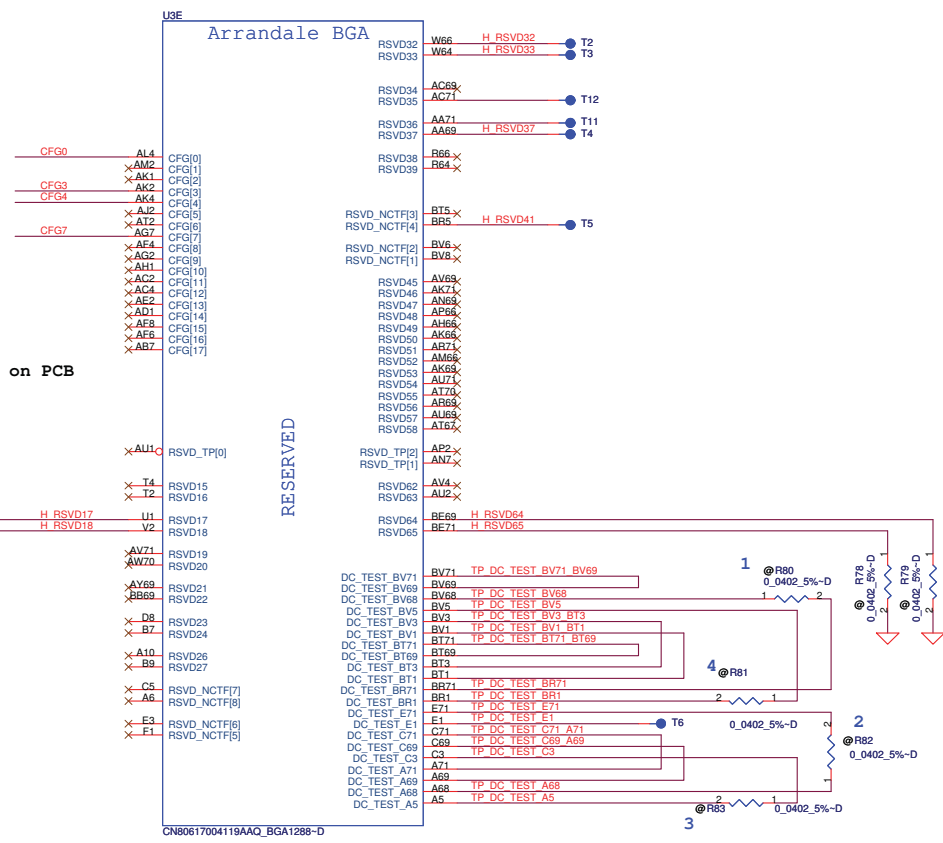 U3E
Arrandale BGA
RSVD32 W66 H_RSVD32 T2
RSVD33 W64 H_RSVD33 T3
RSVD34 AC69
RSVD35 AC71 T12
RSVD36 AA71 T11
RSVD37 AA69 H_RSVD37 T4
RSVD38 R66
RSVD39 R64
RSVD_NCTF[3] BT5
RSVD_NCTF[4] BR5 H_RSVD41 T5
RSVD_NCTF[2] BV6
RSVD_NCTF[1] BV8
RSVD45 AV69
RSVD46 AK71
RSVD47 AN69
RSVD48 AP66
RSVD49 AH66
RSVD50 AK66
RSVD51 AR71
RSVD52 AM66
RSVD53 AK69
RSVD54 AU71
RSVD55 AT70
RSVD56 AR69
RSVD57 AU69
RSVD58 AT67
RSVD_TP[2] AP2
RSVD_TP[1] AN7
RSVD62 AV4
RSVD63 AU2
RSVD64 BE69 H_RSVD64
RSVD65 BE71 H_RSVD65
DC_TEST_BV71 BV71 TP_DC_TEST_BV71_BV69
DC_TEST_BV69 BV69
DC_TEST_BV68 BV68 TP_DC_TEST_BV68
DC_TEST_BV5 BV5 TP_DC_TEST_BV5
DC_TEST_BV3 BV3 TP_DC_TEST_BV3_BT3
DC_TEST_BV1 BV1 TP_DC_TEST_BV1_BT1
DC_TEST_BT71 BT71 TP_DC_TEST_BT71_BT69
DC_TEST_BT69 BT69
DC_TEST_BT3 BT3
DC_TEST_BT1 BT1
DC_TEST_BR71 BR71 TP_DC_TEST_BR71
DC_TEST_BR1 BR1 TP_DC_TEST_BR1
DC_TEST_E71 E71 TP_DC_TEST_E71
DC_TEST_E1 E1 TP_DC_TEST_E1 T6
DC_TEST_C71 C71 TP_DC_TEST_C71_A71
DC_TEST_C69 C69 TP_DC_TEST_C69_A69
DC_TEST_C3 C3 TP_DC_TEST_C3
DC_TEST_A71 A71
DC_TEST_A69 A69
DC_TEST_A68 A68 TP_DC_TEST_A68
DC_TEST_A5 A5 TP_DC_TEST_A5
CFG0 AL4 CFG[0]
AM2 CFG[1]
AK1 CFG[2]
CFG3 AK2 CFG[3]
CFG4 AK4 CFG[4]
AJ2 CFG[5]
AT2 CFG[6]
CFG7 AG7 CFG[7]
AF4 CFG[8]
AG2 CFG[9]
AH1 CFG[10]
AC2 CFG[11]
AC4 CFG[12]
AE2 CFG[13]
AD1 CFG[14]
AF8 CFG[15]
AF6 CFG[16]
AB7 CFG[17]
on PCB
AU1 RSVD_TP[0]
T4 RSVD15
T2 RSVD16
H_RSVD17 U1 RSVD17
H_RSVD18 V2 RSVD18
AV71 RSVD19
AW70 RSVD20
AY69 RSVD21
BB69 RSVD22
D8 RSVD23
B7 RSVD24
A10 RSVD26
B9 RSVD27
C5 RSVD_NCTF[7]
A6 RSVD_NCTF[8]
E3 RSVD_NCTF[6]
F1 RSVD_NCTF[5]
RESERVED
1
@R80
0_0402_5%~D
1 2
@R78
0_0402_5%~D
1 2
@R79
0_0402_5%~D
1 2
4
@R81
2 1
0_0402_5%~D
2
@R82
0_0402_5%~D
2 1
@R83
2 1
0_0402_5%~D
3
CN80617004119AAQ_BGA1288~D